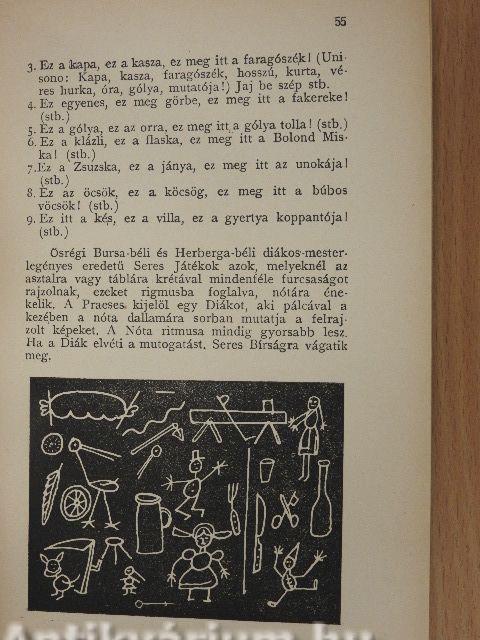 55
3. Ez a kapa, ez a kasza, ez meg itt a faragószék! (Uni-
sono: Kapa, kasza, faragószék, hosszú, kurta, vé-
res hurka, óra, gólya, mutatója!) Jaj be szép stb.
4. Ez egyenes, ez meg görbe, ez meg itt a fakereke!
(stb.)
5. Ez a gólya, ez az orra, ez meg itt a gólya tolla! (stb.)
6. Ez a klázli, ez a flaska, ez meg itt a Bolond Mis-
ka! (stb.)
7. Ez a Zsuzska, ez a jánya, ez meg itt az unokája!
(stb.)
8. Ez az öcsök, ez a köcsög, ez meg itt a búbos
vöcsök! (stb.)
9. Ez itt a kés, ez a villa, ez a gyertya koppantója!
(stb.)
Ösrégi Bursa-béli és Herberga-béli diákos-mester-
legényes eredetű Seres Játékok azok, melyeknél az
asztalra vagy táblára krétával mindenféle furcsaságot
rajzolnak, ezeket rigmusba foglalva, nótára éne-
kelik. A Praeses kijelöl egy Diákot, aki pálcával a
kezében a nóta dallamára sorban mutatja a felraj-
zolt képeket. A Nóta ritmusa mindig gyorsabb lesz.
Ha a Diák elvéti a mutogatást. Seres Bírságra vágatik
meg.
Antikvárium.hu